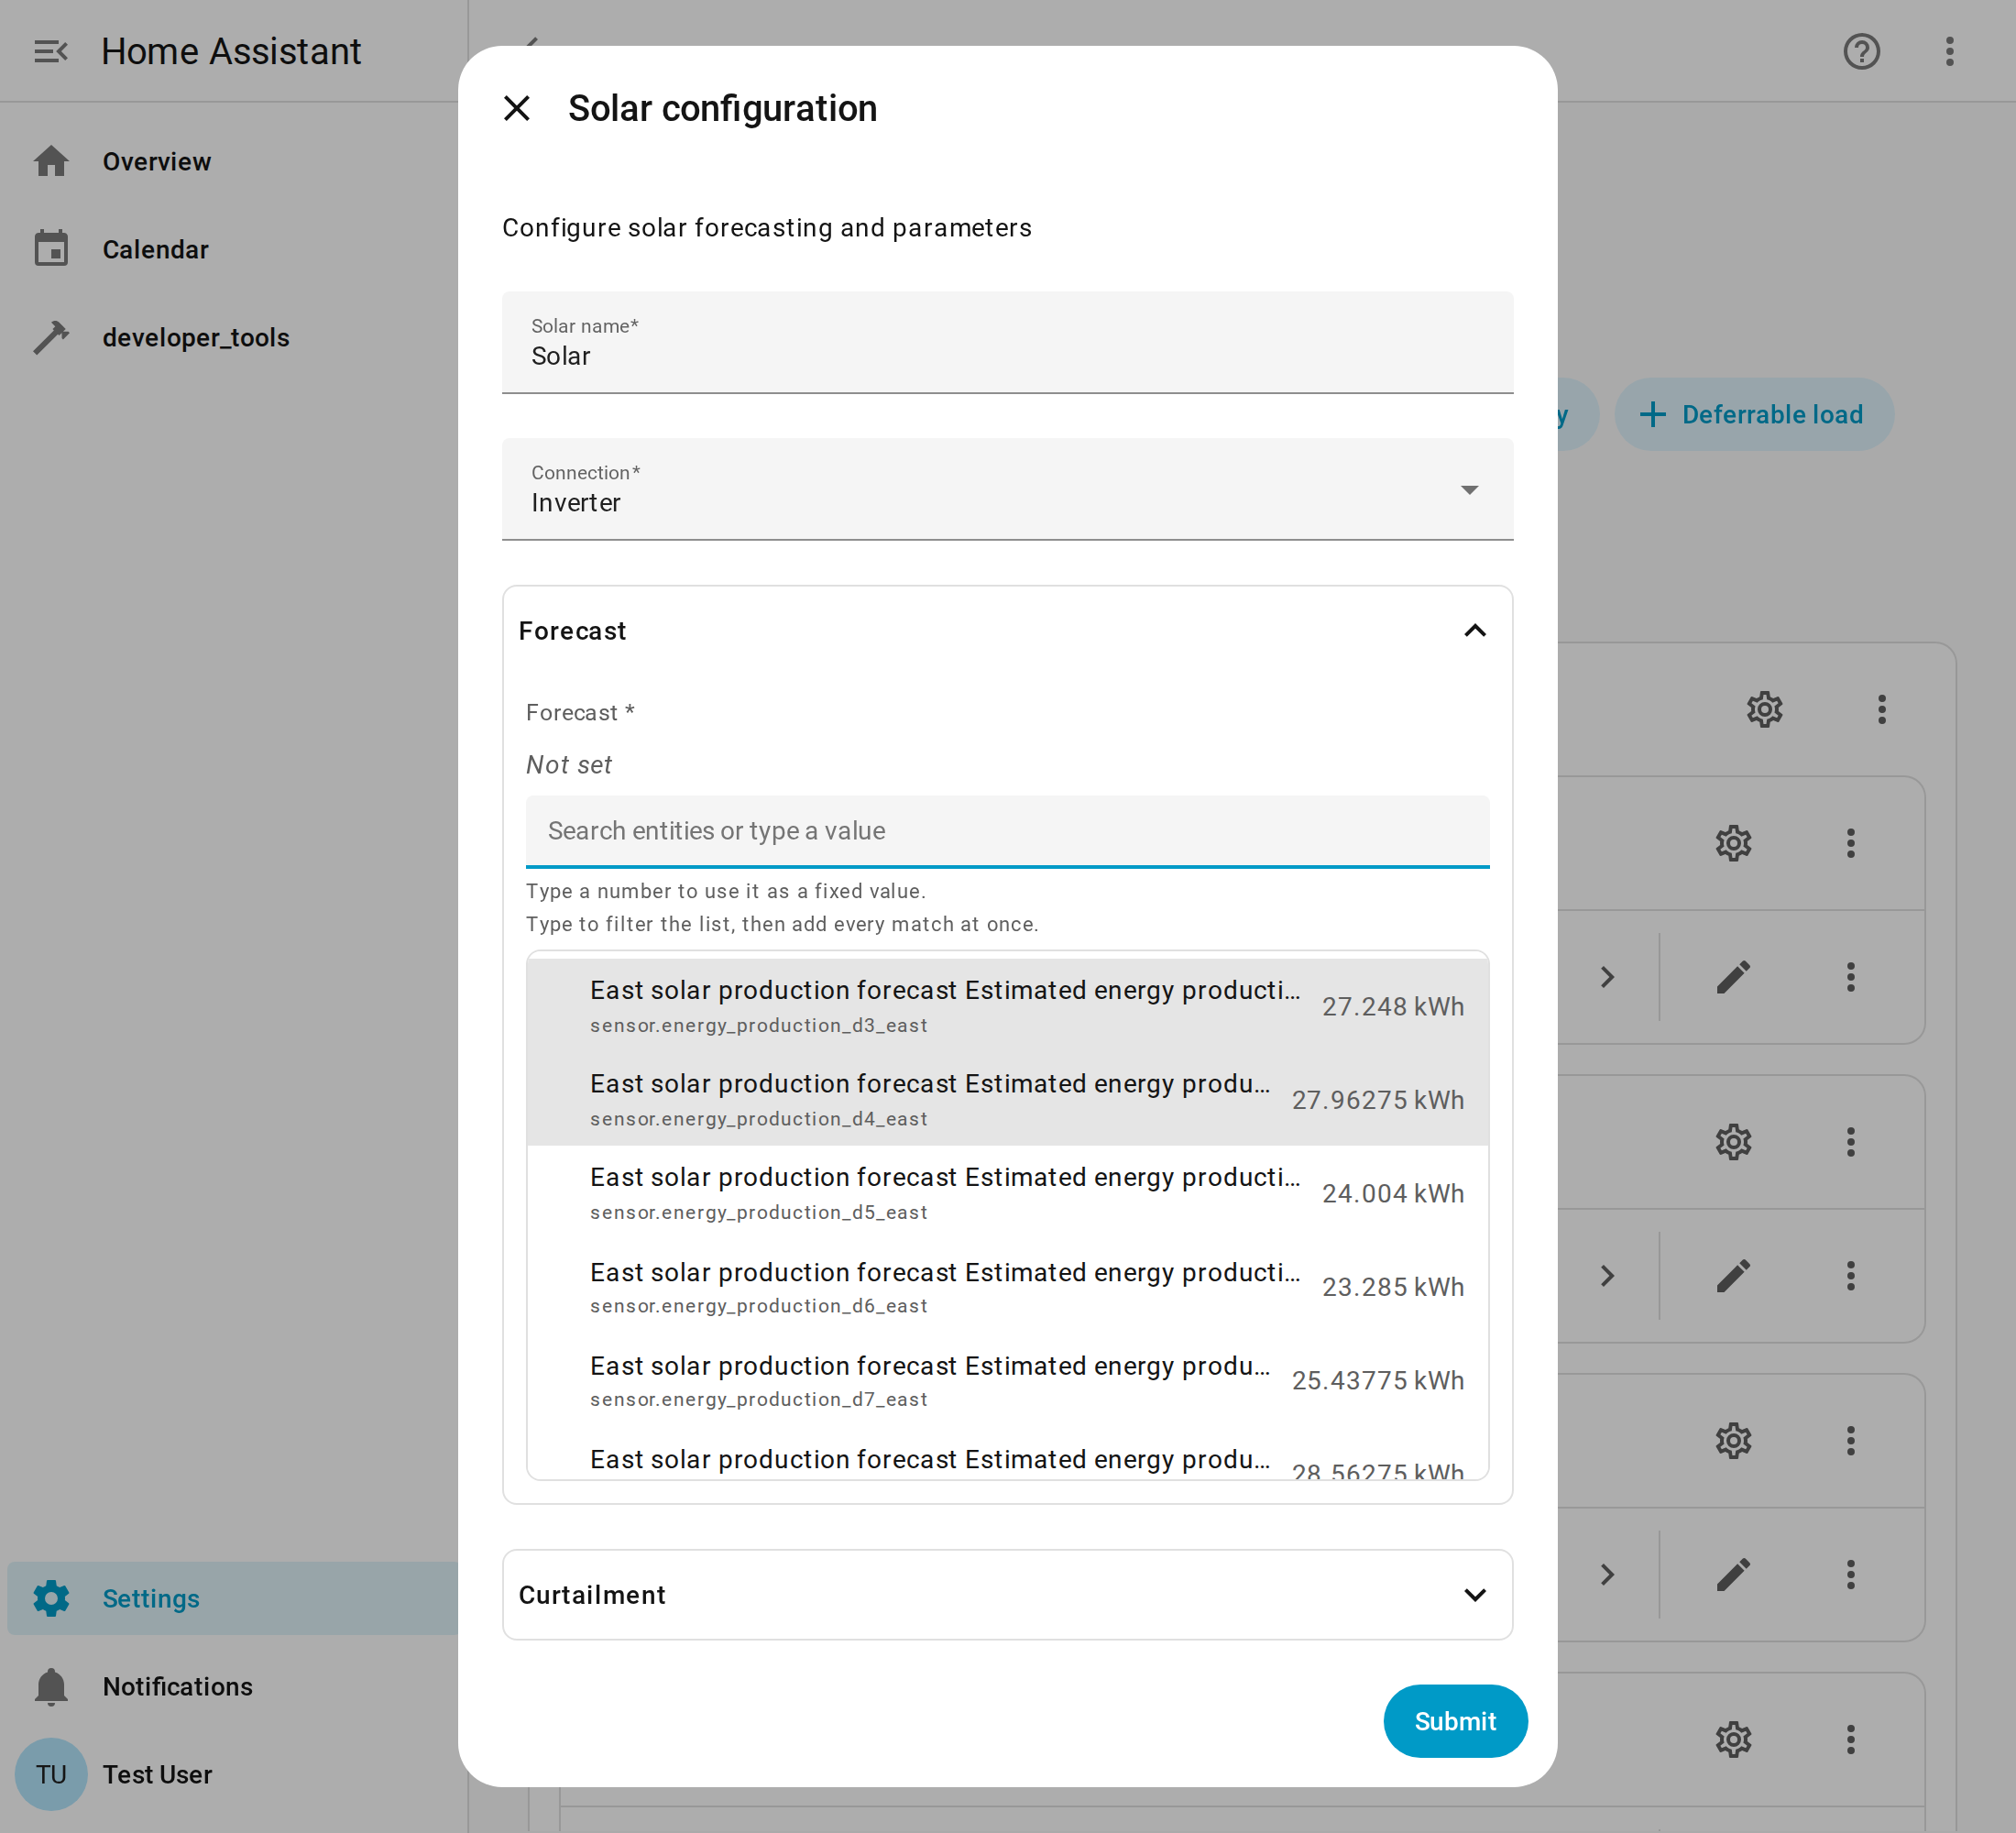 Home Assistant
Overview
Calendar
developer_tools
Settings
Notifications
TU
Test User
Solar configuration
Configure solar forecasting and parameters
Solar name*
Solar
Connection*
Inverter
Forecast
Forecast *
Not set
Search entities or type a value
Type a number to use it as a fixed value.
Type to filter the list, then add every match at once.
East solar production forecast Estimated energy producti...
27.248 kWh
sensor.energy_production_d3_east
East solar production forecast Estimated energy produ...
27.96275 kWh
sensor.energy_production_d4_east
East solar production forecast Estimated energy producti...
24.004 kWh
sensor.energy_production_d5_east
East solar production forecast Estimated energy producti...
23.285 kWh
sensor.energy_production_d6_east
East solar production forecast Estimated energy produ...
25.43775 kWh
sensor.energy_production_d7_east
East solar production forecast Estimated energy produ...
28.56275 kWh
Curtailment
Submit
y
Deferrable load